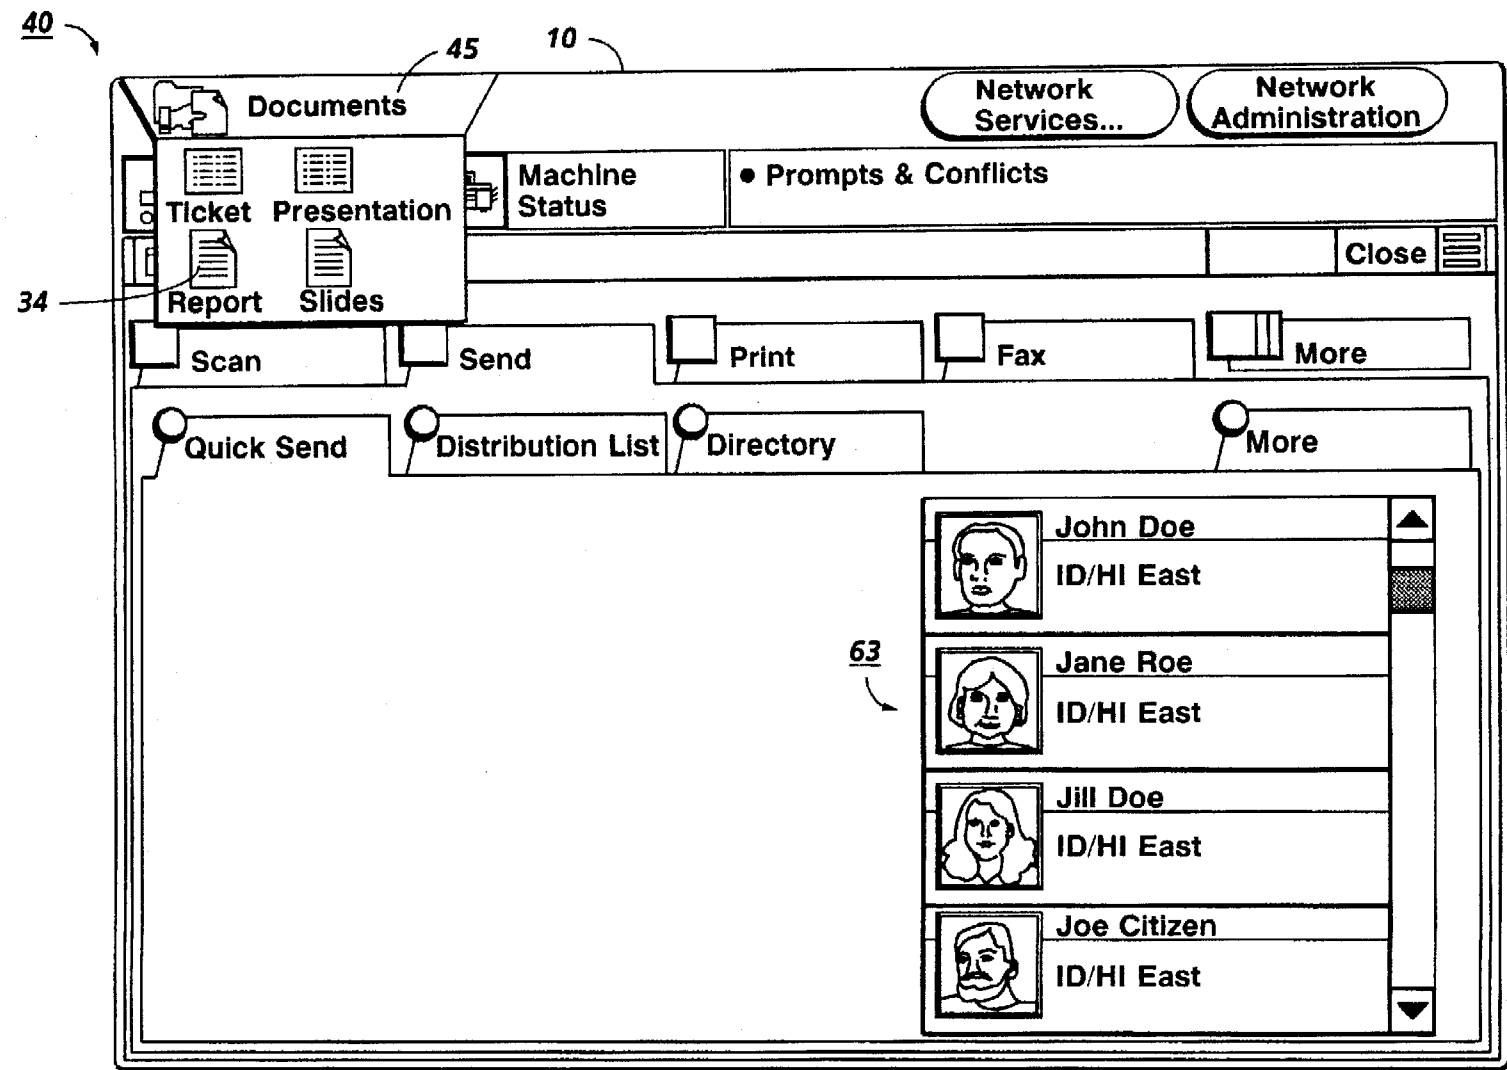 40
45
10
Documents
Network
Services...
Network
Administration
Ticket Presentation
Machine
Status
• Prompts & Conflicts
Close
34
Report Slides
Scan
Send
Print
Fax
More
Quick Send
Distribution List
Directory
More
John Doe
ID/HI East
63
Jane Roe
ID/HI East
Jill Doe
ID/HI East
Joe Citizen
ID/HI East